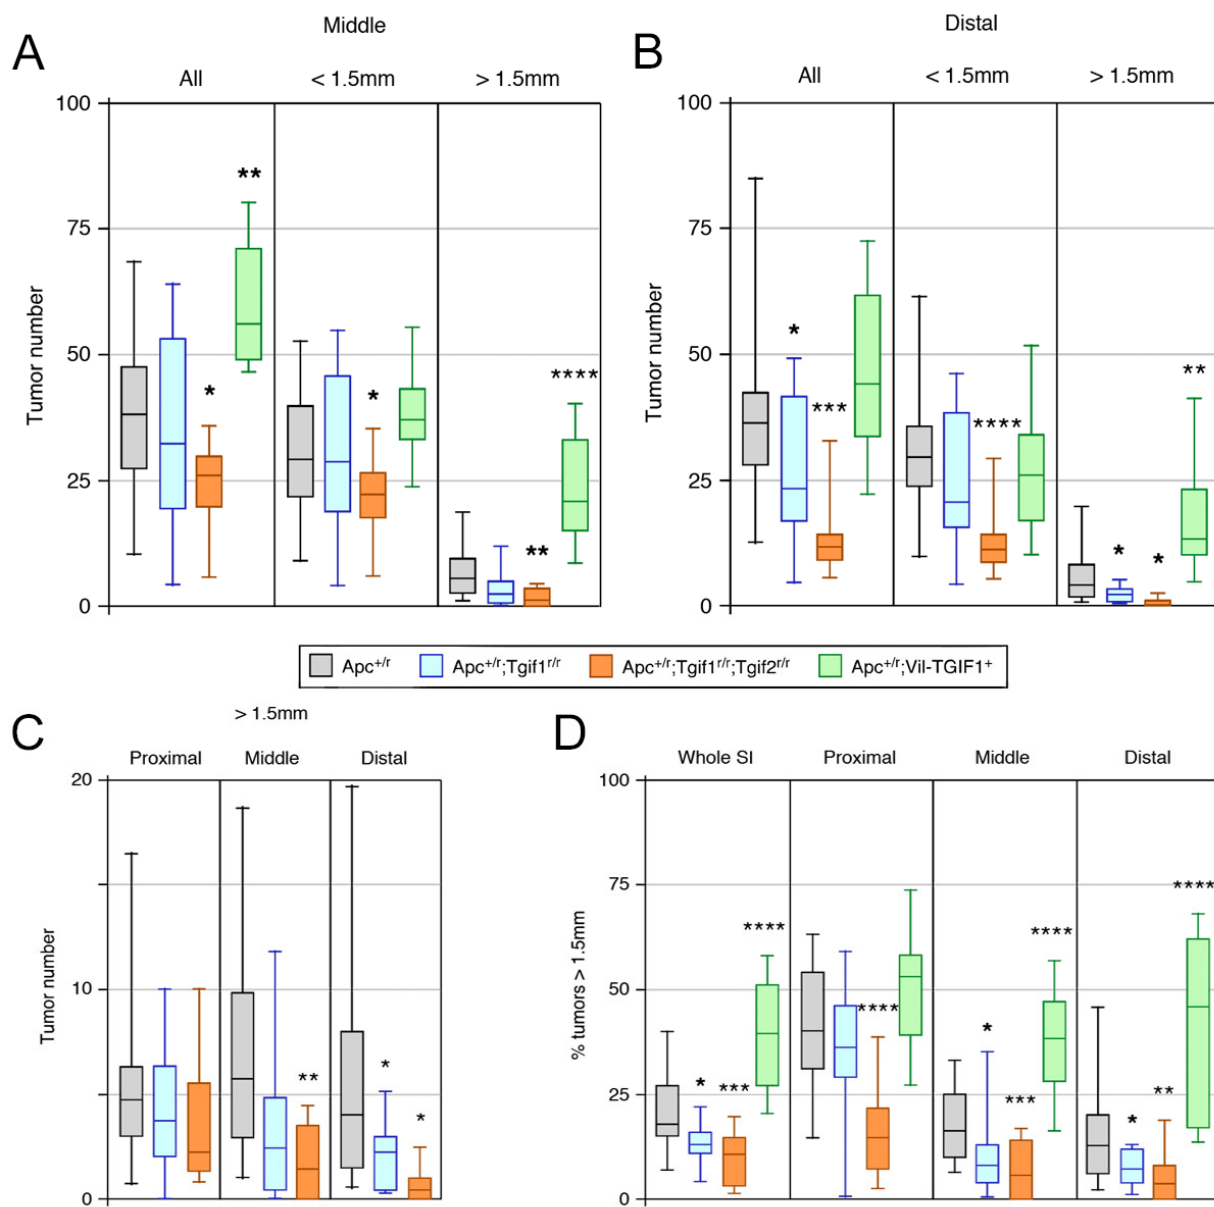 A
Middle
All
< 1.5mm
> 1.5mm
**
*
*
**
****
100
75
50
25
0
Tumor number
B
Distal
All
< 1.5mm
> 1.5mm
*
***
****
*
*
**
100
75
50
25
0
Tumor number
Apc+/r
Apc+/r;Tgif1r/r
Apc+/r;Tgif1r/r;Tgif2r/r
Apc+/r;Vil-TGIF1+
C
> 1.5mm
Proximal
Middle
Distal
**
*
*
20
10
0
Tumor number
D
Whole SI
Proximal
Middle
Distal
****
*
***
****
****
*
***
****
*
**
100
75
50
25
0
% tumors > 1.5mm